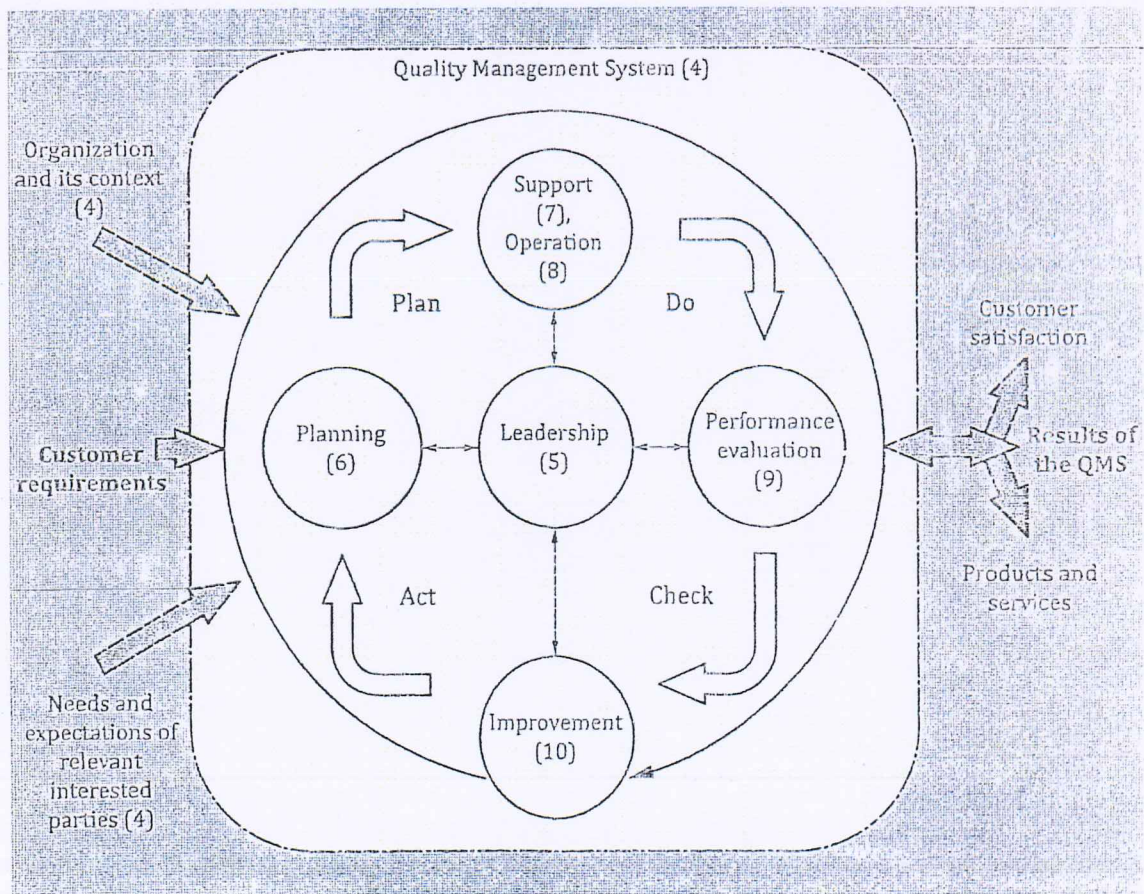 Quality Management System (4)
Organization
and its context
(4)
Support
(7),
Operation
(8)
Plan
Do
Customer
satisfaction
Planning
(6)
Leadership
(5)
Performance
evaluation
(9)
Customer
requirements
Results of
the QMS
Act
Check
Products and
services
Needs and
expectations of
relevant
interested
parties (4)
Improvement
(10)